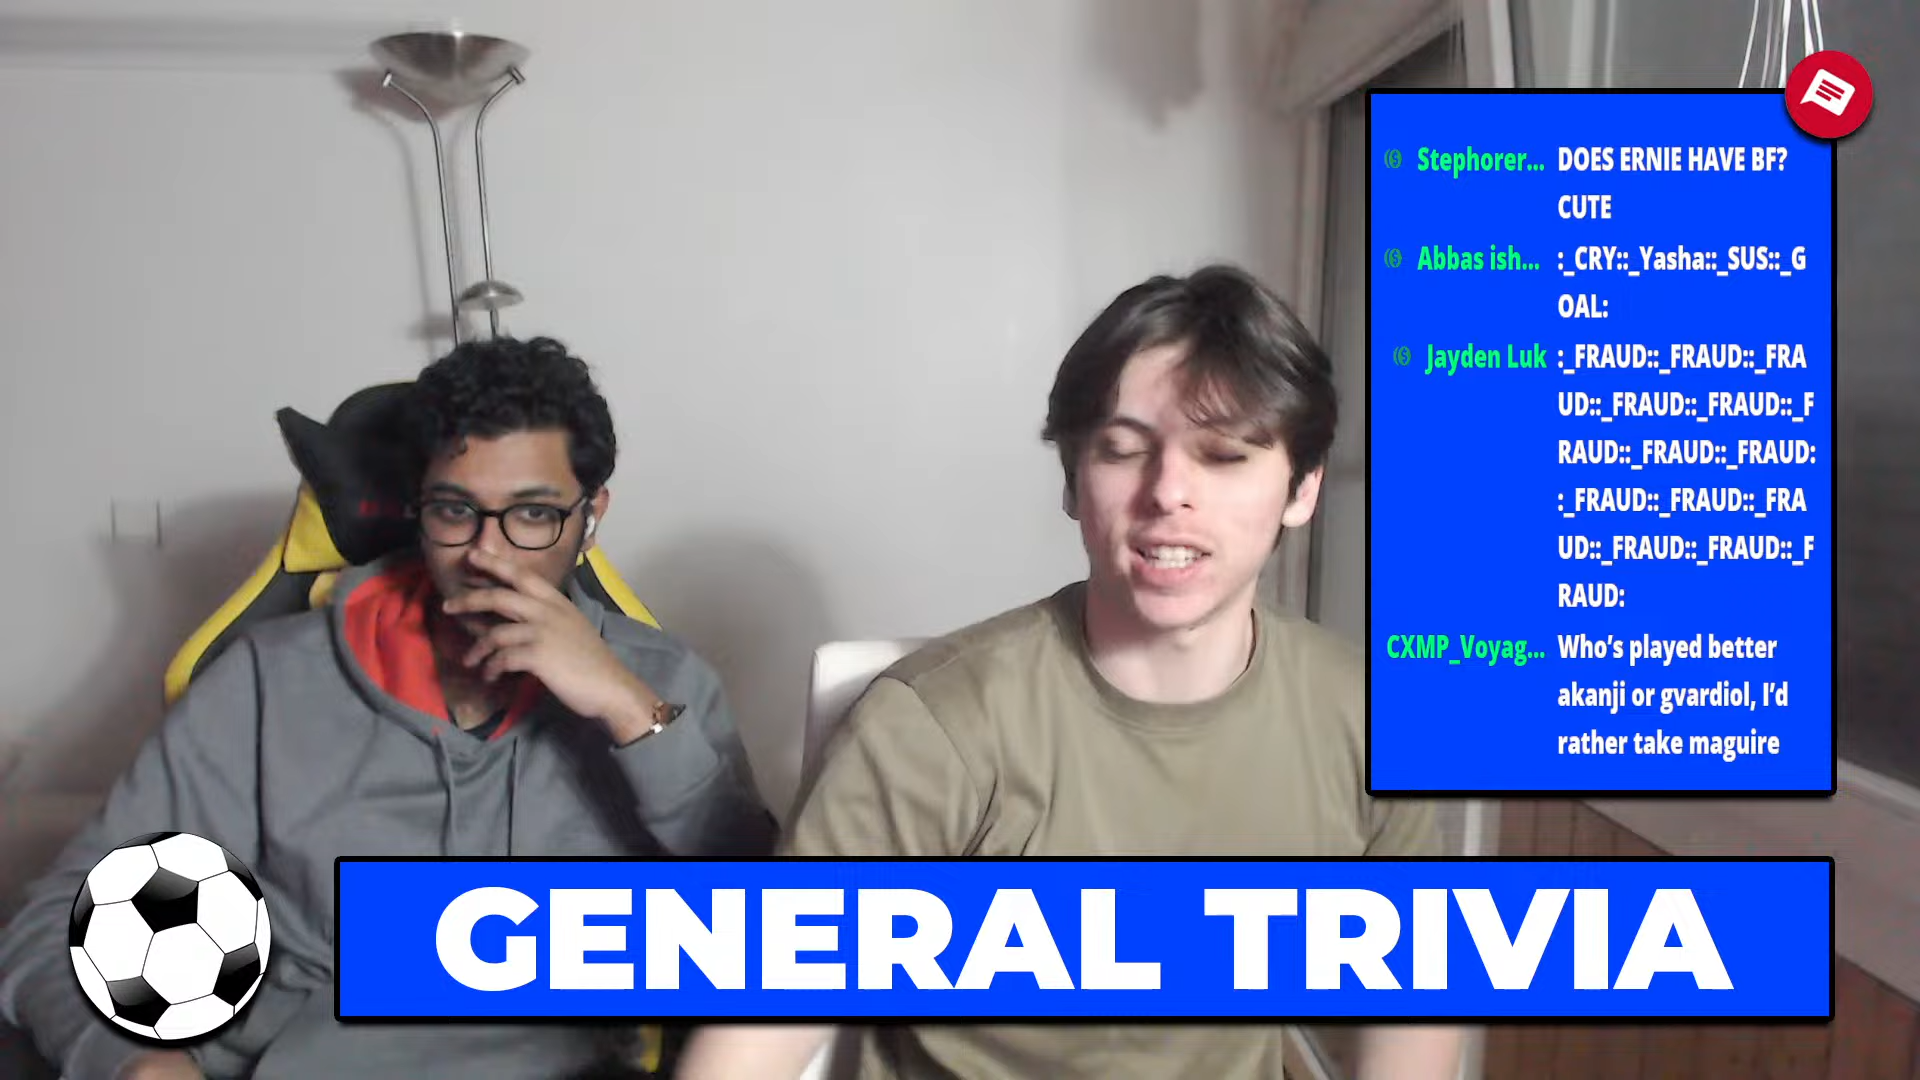 Stephorer... DOES ERNIE HAVE BF?
CUTE
Abbas ish... :_CRY::_Yasha::_SUS::_G
OAL:
Jayden Luk :_FRAUD::_FRAUD::_FRA
UD::_FRAUD::_FRAUD::_F
RAUD::_FRAUD::_FRAUD:
:_FRAUD::_FRAUD::_FRA
UD::_FRAUD::_FRAUD::_F
RAUD:
CXMP_Voyag... Who’s played better
akanji or gvardiol, I’d
rather take maguire
GENERAL TRIVIA